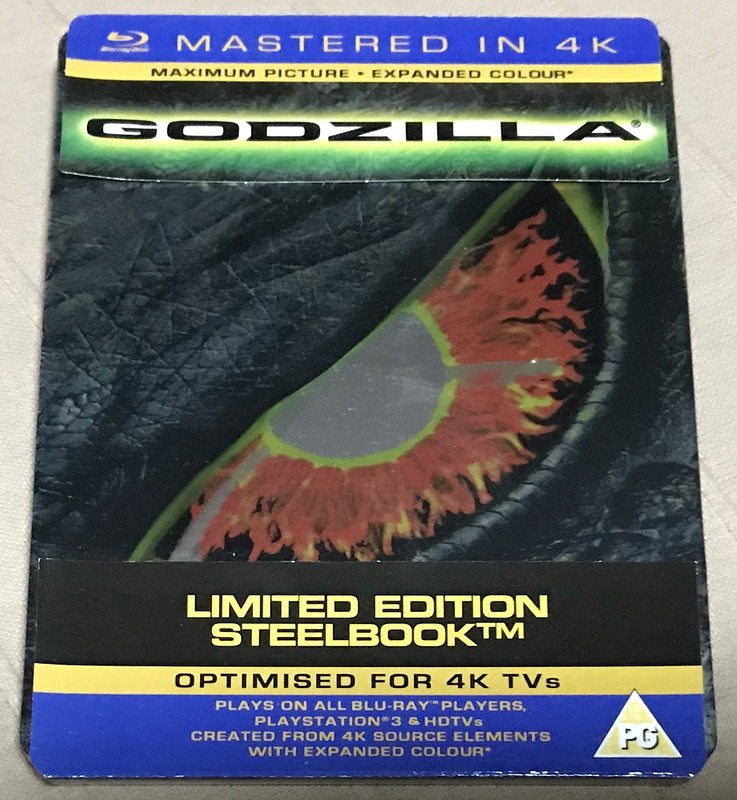 Blu-ray Disc MASTERED IN 4K
MAXIMUM PICTURE • EXPANDED COLOUR*
GODZILLA®
LIMITED EDITION
STEELBOOK™
OPTIMISED FOR 4K TVs
PLAYS ON ALL BLU-RAY™ PLAYERS,
PLAYSTATION®3 & HDTVs
CREATED FROM 4K SOURCE ELEMENTS
WITH EXPANDED COLOUR*
PG